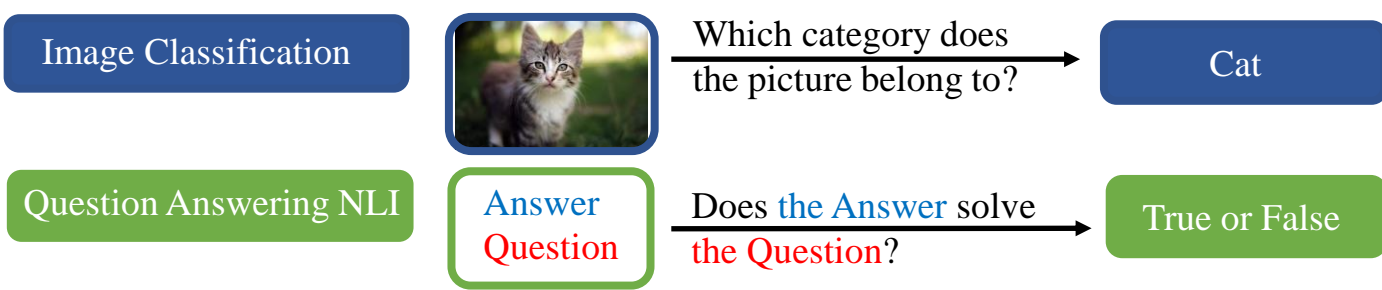 Image Classification
Which category does
the picture belong to?
Cat
Question Answering NLI
Answer
Question
Does the Answer solve
the Question?
True or False